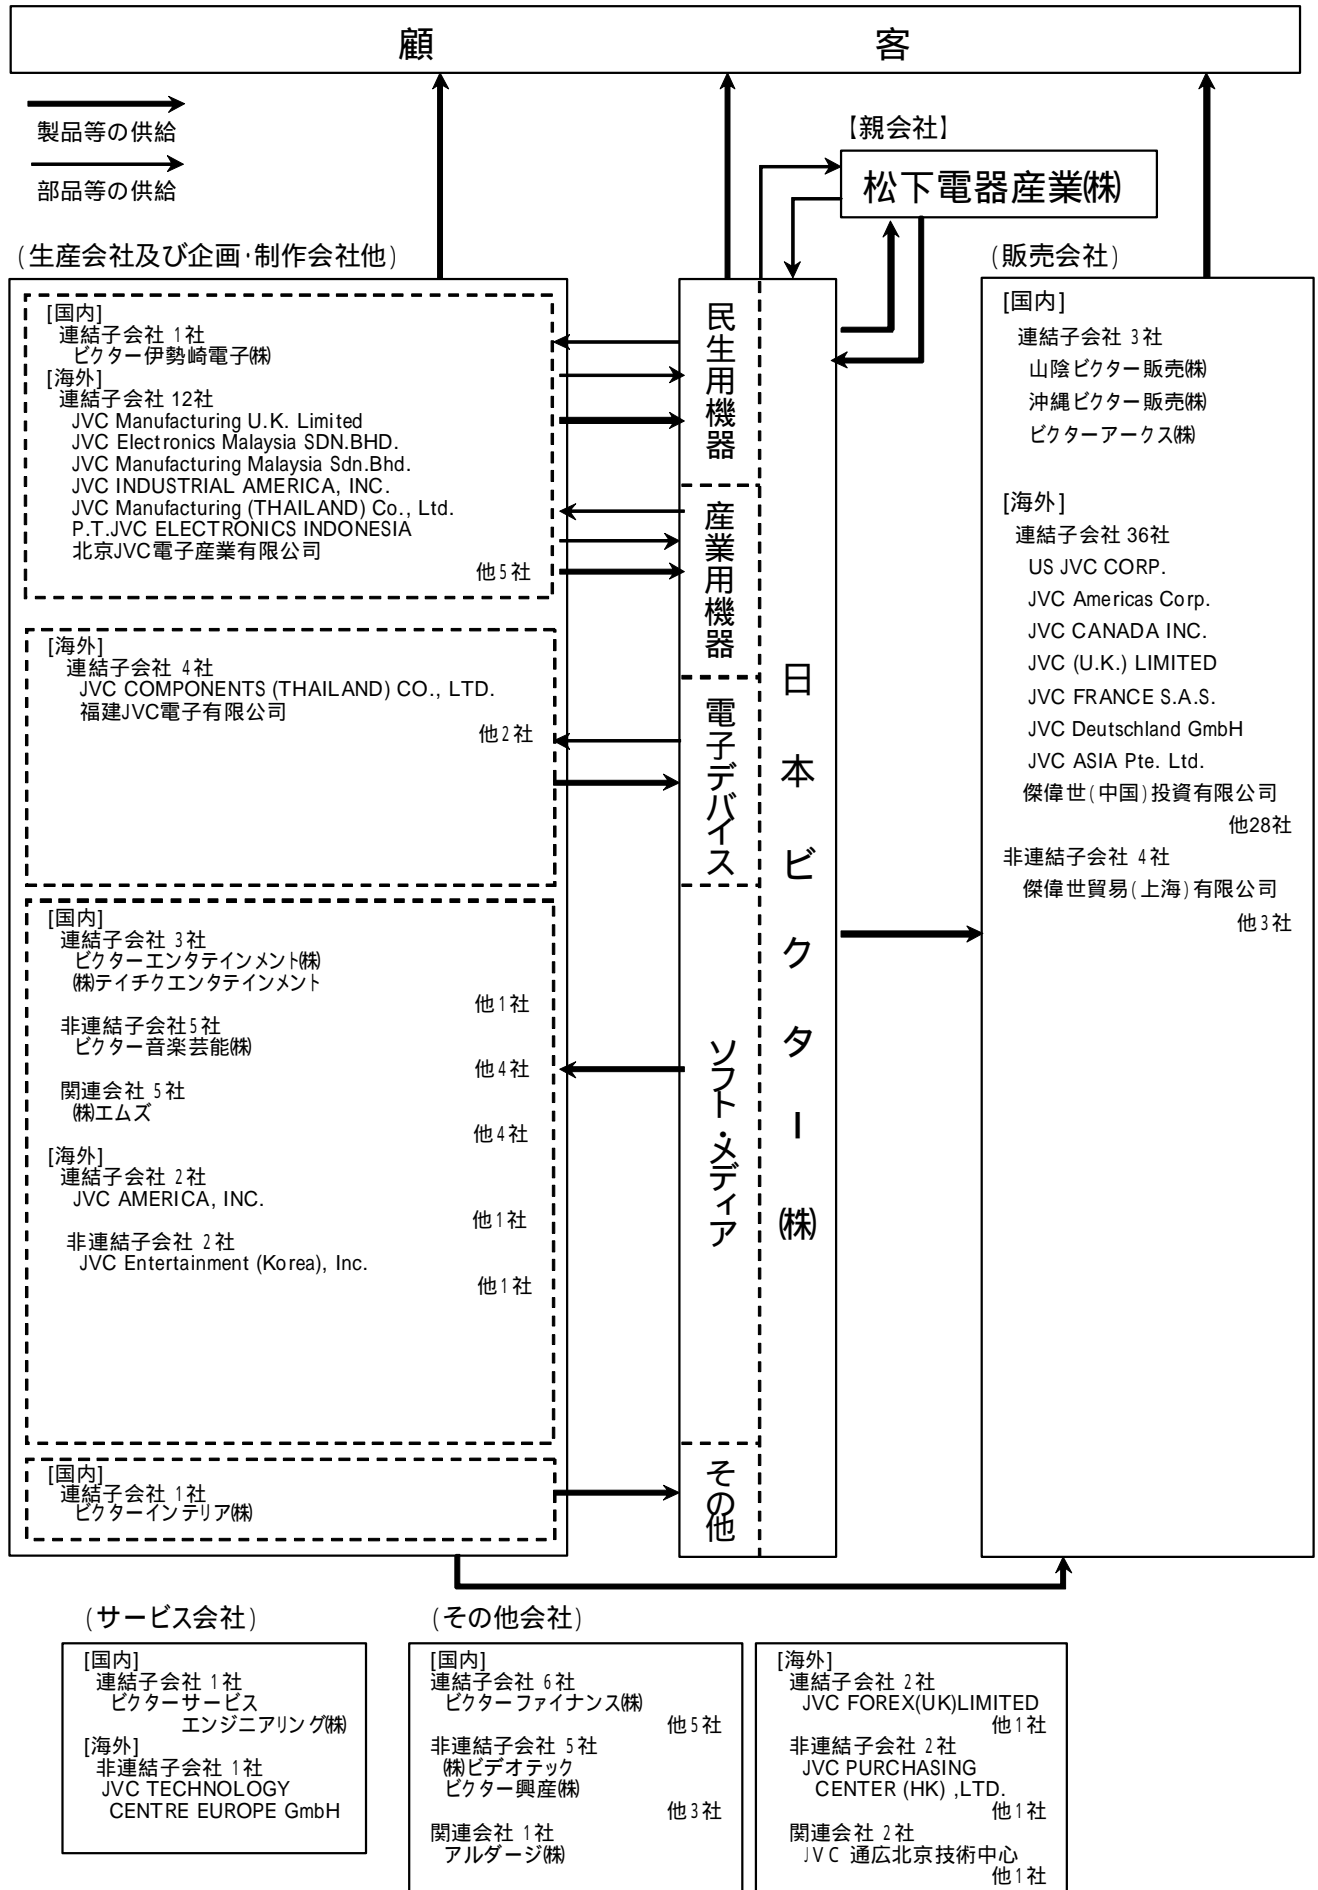 顧客
製品等の供給
部品等の供給
【親会社】
松下電器産業㈱
(生産会社及び企画・制作会社他)
[国内]
連結子会社 1社
ビクター伊勢崎電子㈱
[海外]
連結子会社 12社
JVC Manufacturing U.K. Limited
JVC Electronics Malaysia SDN.BHD.
JVC Manufacturing Malaysia Sdn.Bhd.
JVC INDUSTRIAL AMERICA, INC.
JVC Manufacturing (THAILAND) Co., Ltd.
P.T.JVC ELECTRONICS INDONESIA
北京JVC電子産業有限公司
他5社
[海外]
連結子会社 4社
JVC COMPONENTS (THAILAND) CO., LTD.
福建JVC電子有限公司
他2社
[国内]
連結子会社 3社
ビクターエンタテインメント㈱
㈱テイチクエンタテインメント
他1社
非連結子会社5社
ビクター音楽芸能㈱
他4社
関連会社 5社
㈱エムズ
他4社
[海外]
連結子会社 2社
JVC AMERICA, INC.
他1社
非連結子会社 2社
JVC Entertainment (Korea), Inc.
他1社
[国内]
連結子会社 1社
ビクターインテリア㈱
民生用機器
産業用機器
電子デバイス
ソフト・メディア
その他
日本ビクター㈱
(販売会社)
[国内]
連結子会社 3社
山陰ビクター販売㈱
沖縄ビクター販売㈱
ビクターアークス㈱
[海外]
連結子会社 36社
US JVC CORP.
JVC Americas Corp.
JVC CANADA INC.
JVC (U.K.) LIMITED
JVC FRANCE S.A.S.
JVC Deutschland GmbH
JVC ASIA Pte. Ltd.
傑偉世(中国)投資有限公司
他28社
非連結子会社 4社
傑偉世貿易(上海)有限公司
他3社
(サービス会社)
[国内]
連結子会社 1社
ビクターサービス
エンジニアリング㈱
[海外]
非連結子会社 1社
JVC TECHNOLOGY
CENTRE EUROPE GmbH
(その他会社)
[国内]
連結子会社 6社
ビクターファイナンス㈱
他5社
非連結子会社 5社
㈱ビデオテック
ビクター興産㈱
他3社
関連会社 1社
アルダージ㈱
[海外]
連結子会社 2社
JVC FOREX(UK)LIMITED
他1社
非連結子会社 2社
JVC PURCHASING
CENTER (HK) ,LTD.
他1社
関連会社 2社
JVC 通広北京技術中心
他1社